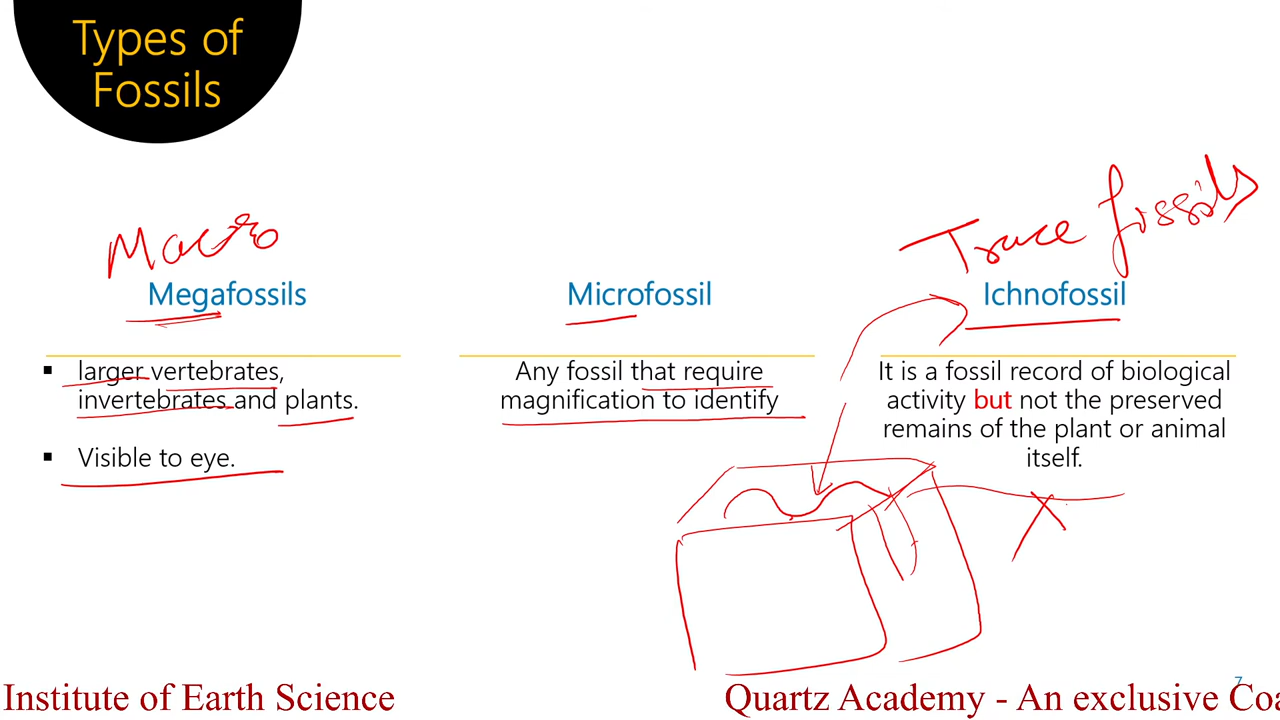 Types of
Fossils
Macro
Trace fossils
Megafossils
▪ larger vertebrates,
invertebrates and plants.
▪ Visible to eye.
Microfossil
Any fossil that require
magnification to identify
Ichnofossil
It is a fossil record of biological
activity but not the preserved
remains of the plant or animal
itself.
7
Institute of Earth Science
Quartz Academy - An exclusive Coa